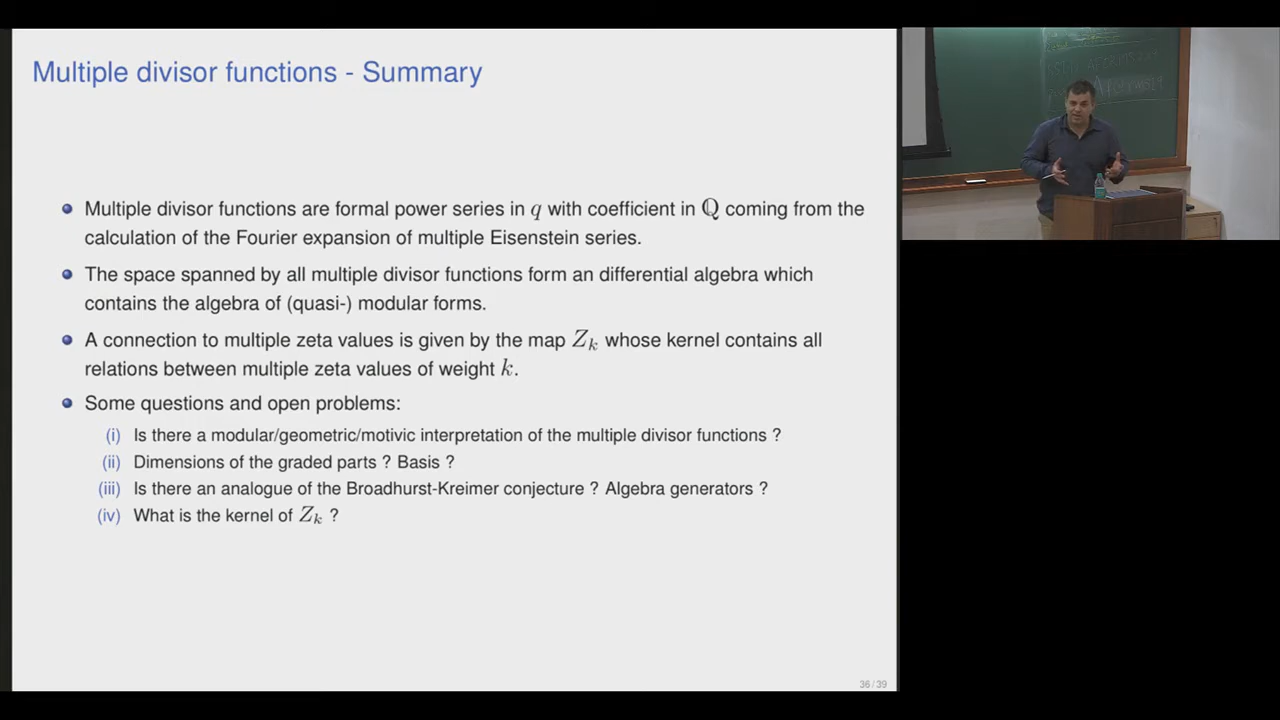 Multiple divisor functions - Summary
Multiple divisor functions are formal power series in q with coefficient in ℚ coming from the
calculation of the Fourier expansion of multiple Eisenstein series.
The space spanned by all multiple divisor functions form an differential algebra which
contains the algebra of (quasi-) modular forms.
A connection to multiple zeta values is given by the map Z_k whose kernel contains all
relations between multiple zeta values of weight k.
Some questions and open problems:
(i) Is there a modular/geometric/motivic interpretation of the multiple divisor functions ?
(ii) Dimensions of the graded parts ? Basis ?
(iii) Is there an analogue of the Broadhurst-Kreimer conjecture ? Algebra generators ?
(iv) What is the kernel of Z_k ?
36 / 39